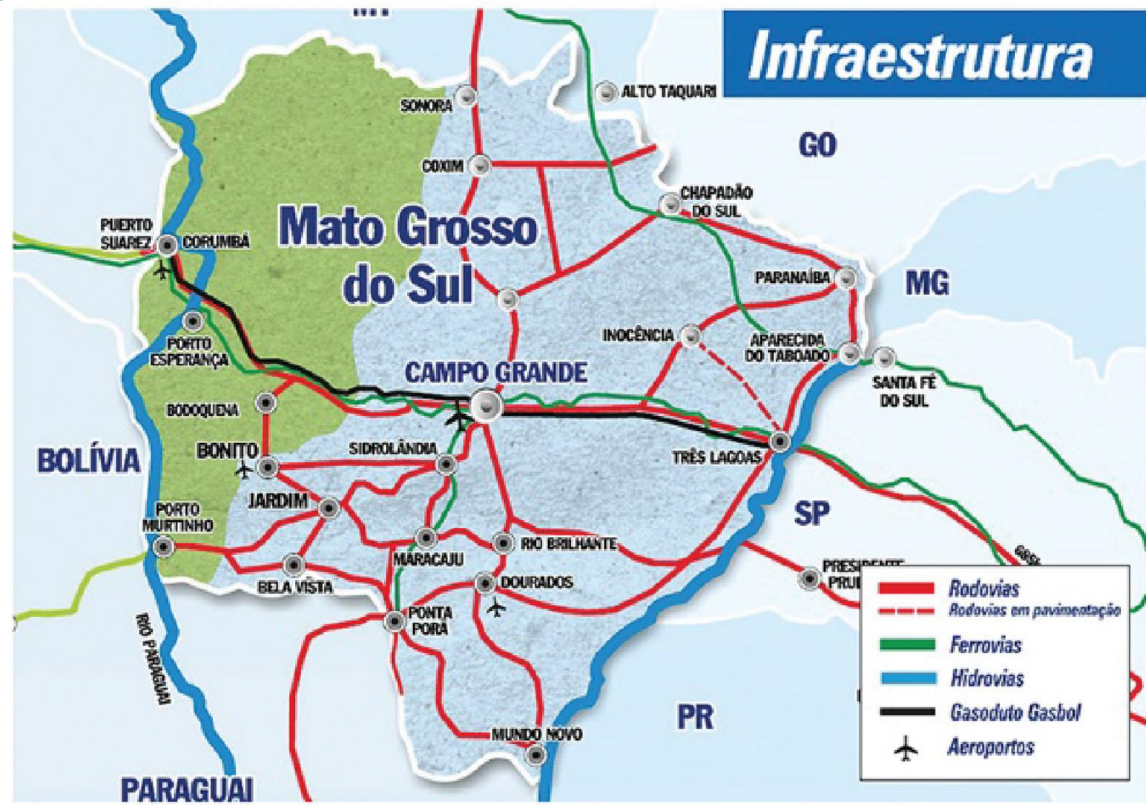 Infraestrutura
MT
SONORA
ALTO TAQUARI
GO
COXIM
CHAPADÃO
DO SUL
Mato Grosso
do Sul
PUERTO
SUAREZ
CORUMBÁ
PARANAÍBA
MG
PORTO
ESPERANÇA
INOCÊNCIA
APARECIDA
DO TABOADO
SANTA FÉ
DO SUL
CAMPO GRANDE
BODOQUENA
BOLÍVIA
BONITO
SIDROLÂNDIA
TRÊS LAGOAS
JARDIM
PORTO
MURTINHO
SP
MARACAJU
RIO BRILHANTE
BELA VISTA
DOURADOS
PRESIDENTE
PONTA
PORÃ
RIO PARAGUAI
PR
MUNDO NOVO
PARAGUAI
Rodovias
Rodovias em pavimentação
Ferrovias
Hidrovias
Gasoduto Gasbol
Aeroportos